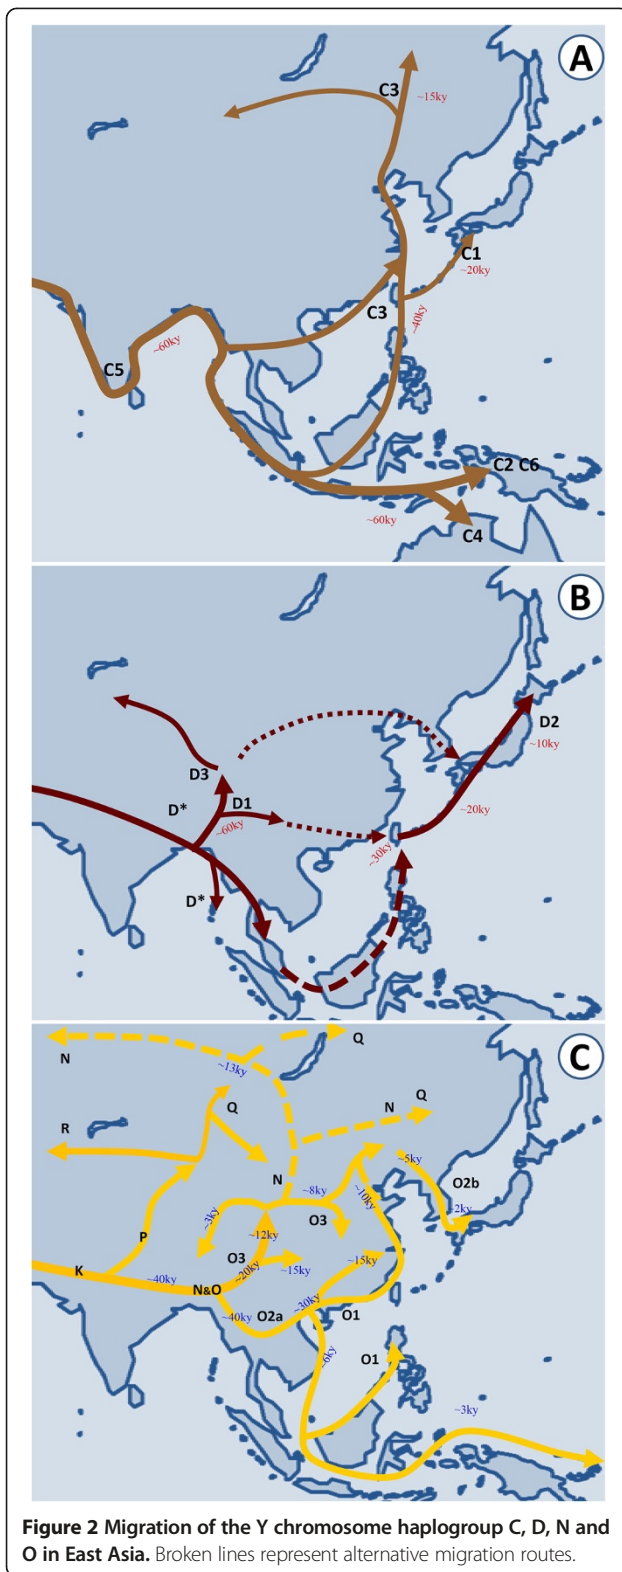 A
C3
~15ky
C1
~20ky
C3
~40ky
~60ky
C5
C2 C6
~60ky
C4
B
D2
~10ky
D3
D*
D1
~60ky
~20ky
~30ky
D*
C
N
Q
~13ky
R
Q
N
Q
N
~5ky
~8ky
O2b
~10ky
~3ky
O3
~2ky
P
~12ky
O3
K
~40ky
~20ky
~15ky
~15ky
N&O
~30ky
~40ky
O2a
O1
~6ky
O1
~3ky
Figure 2 Migration of the Y chromosome haplogroup C, D, N and
O in East Asia. Broken lines represent alternative migration routes.